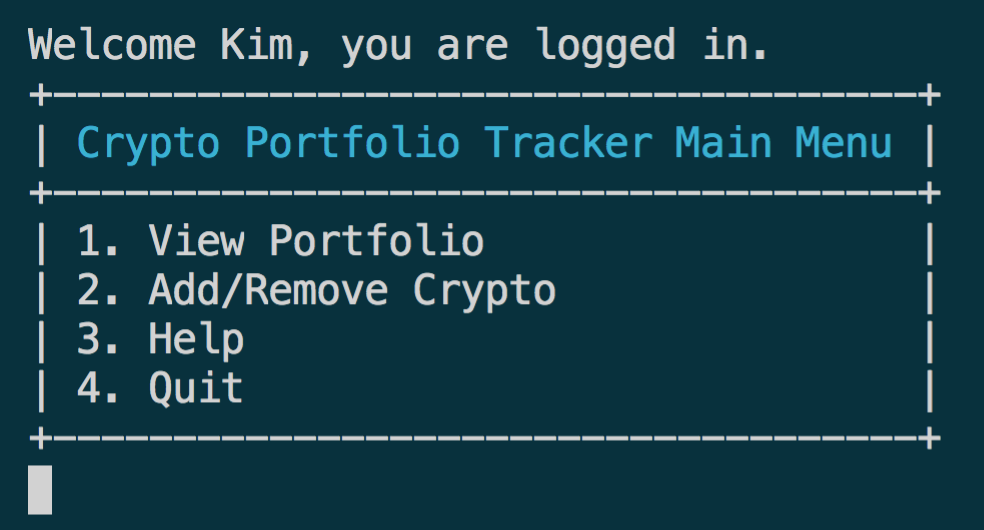 Welcome Kim, you are logged in.
+------------------------------------+
| Crypto Portfolio Tracker Main Menu |
+------------------------------------+
| 1. View Portfolio                  |
| 2. Add/Remove Crypto               |
| 3. Help                            |
| 4. Quit                            |
+------------------------------------+